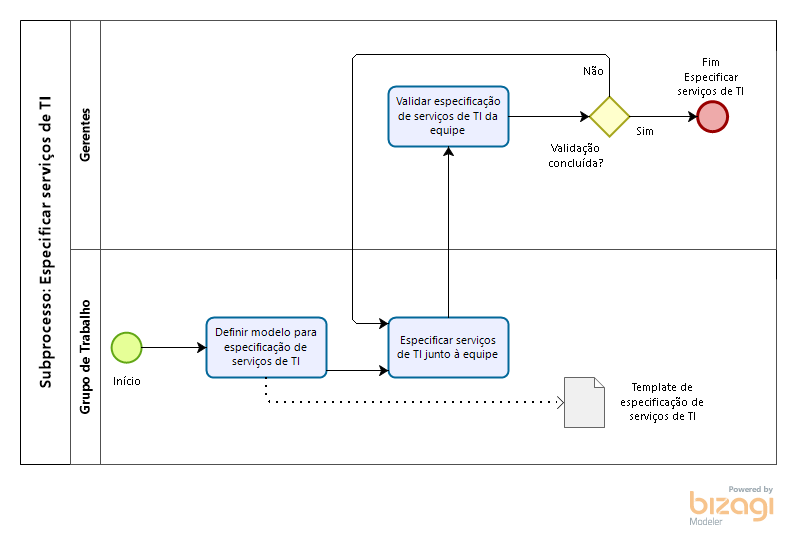 Subprocesso: Especificar serviços de TI
Gerentes
Não
Fim
Especificar
serviços de TI
Validar especificação
de serviços de TI da
equipe
Sim
Validação
concluída?
Grupo de Trabalho
Início
Definir modelo para
especificação de
serviços de TI
Especificar serviços
de TI junto à equipe
Template de
especificação de
serviços de TI
Powered by
bizagi
Modeler